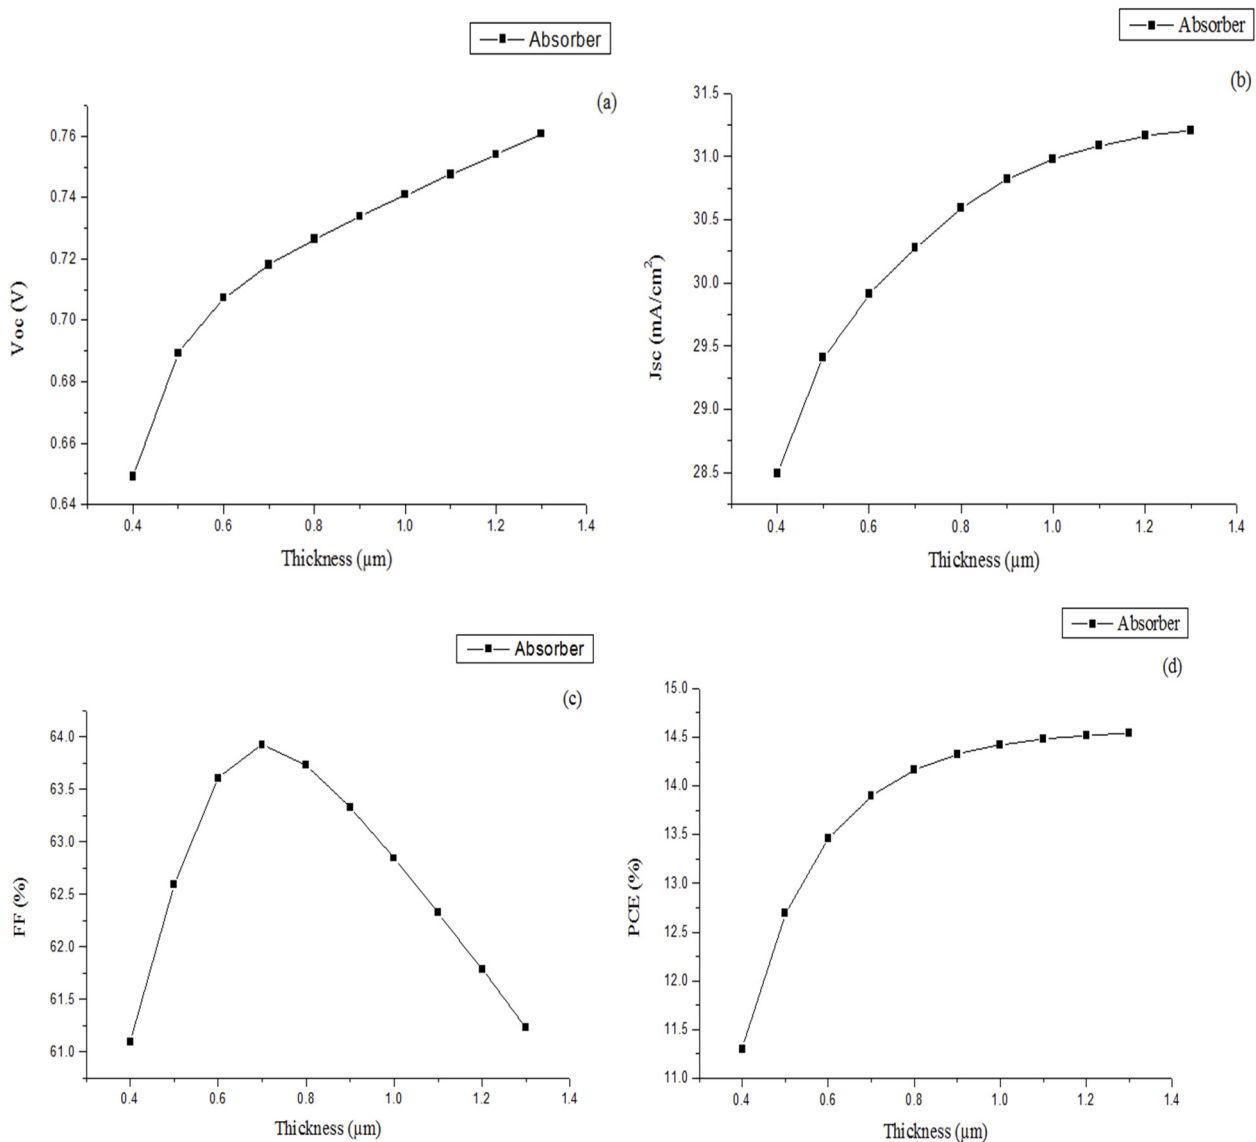 Absorber
(a)
0.76
0.74
0.72
0.70
0.68
0.66
0.64
Voc (V)
0.4 0.6 0.8 1.0 1.2 1.4
Thickness (µm)
Absorber
(b)
31.5
31.0
30.5
30.0
29.5
29.0
28.5
Jsc (mA/cm²)
0.4 0.6 0.8 1.0 1.2 1.4
Thickness (µm)
Absorber
(c)
64.0
63.5
63.0
62.5
62.0
61.5
61.0
FF (%)
0.4 0.6 0.8 1.0 1.2 1.4
Thickness (µm)
Absorber
(d)
15.0
14.5
14.0
13.5
13.0
12.5
12.0
11.5
11.0
PCE (%)
0.4 0.6 0.8 1.0 1.2 1.4
Thickness (µm)